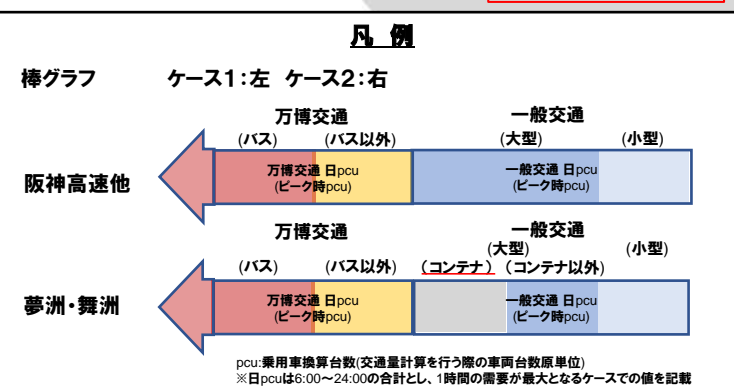 凡 例
棒グラフ ケース1:左 ケース2:右
万博交通 一般交通
(バス) (バス以外) (大型) (小型)
阪神高速他
万博交通 日pcu 一般交通 日pcu
(ピーク時pcu) (ピーク時pcu)
万博交通 一般交通
(大型) (小型)
(バス) (バス以外) (コンテナ) (コンテナ以外)
夢洲・舞洲
万博交通 日pcu 一般交通 日pcu
(ピーク時pcu) (ピーク時pcu)
pcu:乗用車換算台数(交通量計算を行う際の車両台数原単位)
※日pcuは6:00~24:00の合計とし、1時間の需要が最大となるケースでの値を記載